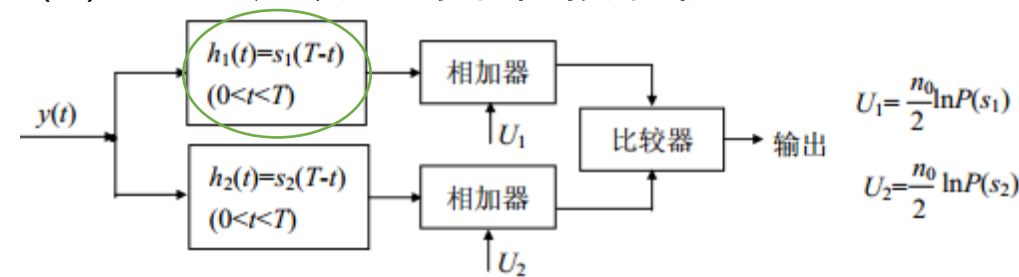 h₁(t)=s₁(T-t)
(0<t<T)
相加器
U₁
y(t)
h₂(t)=s₂(T-t)
(0<t<T)
相加器
U₂
比较器
输出
U₁= n₀/2 lnP(s₁)
U₂= n₀/2 lnP(s₂)